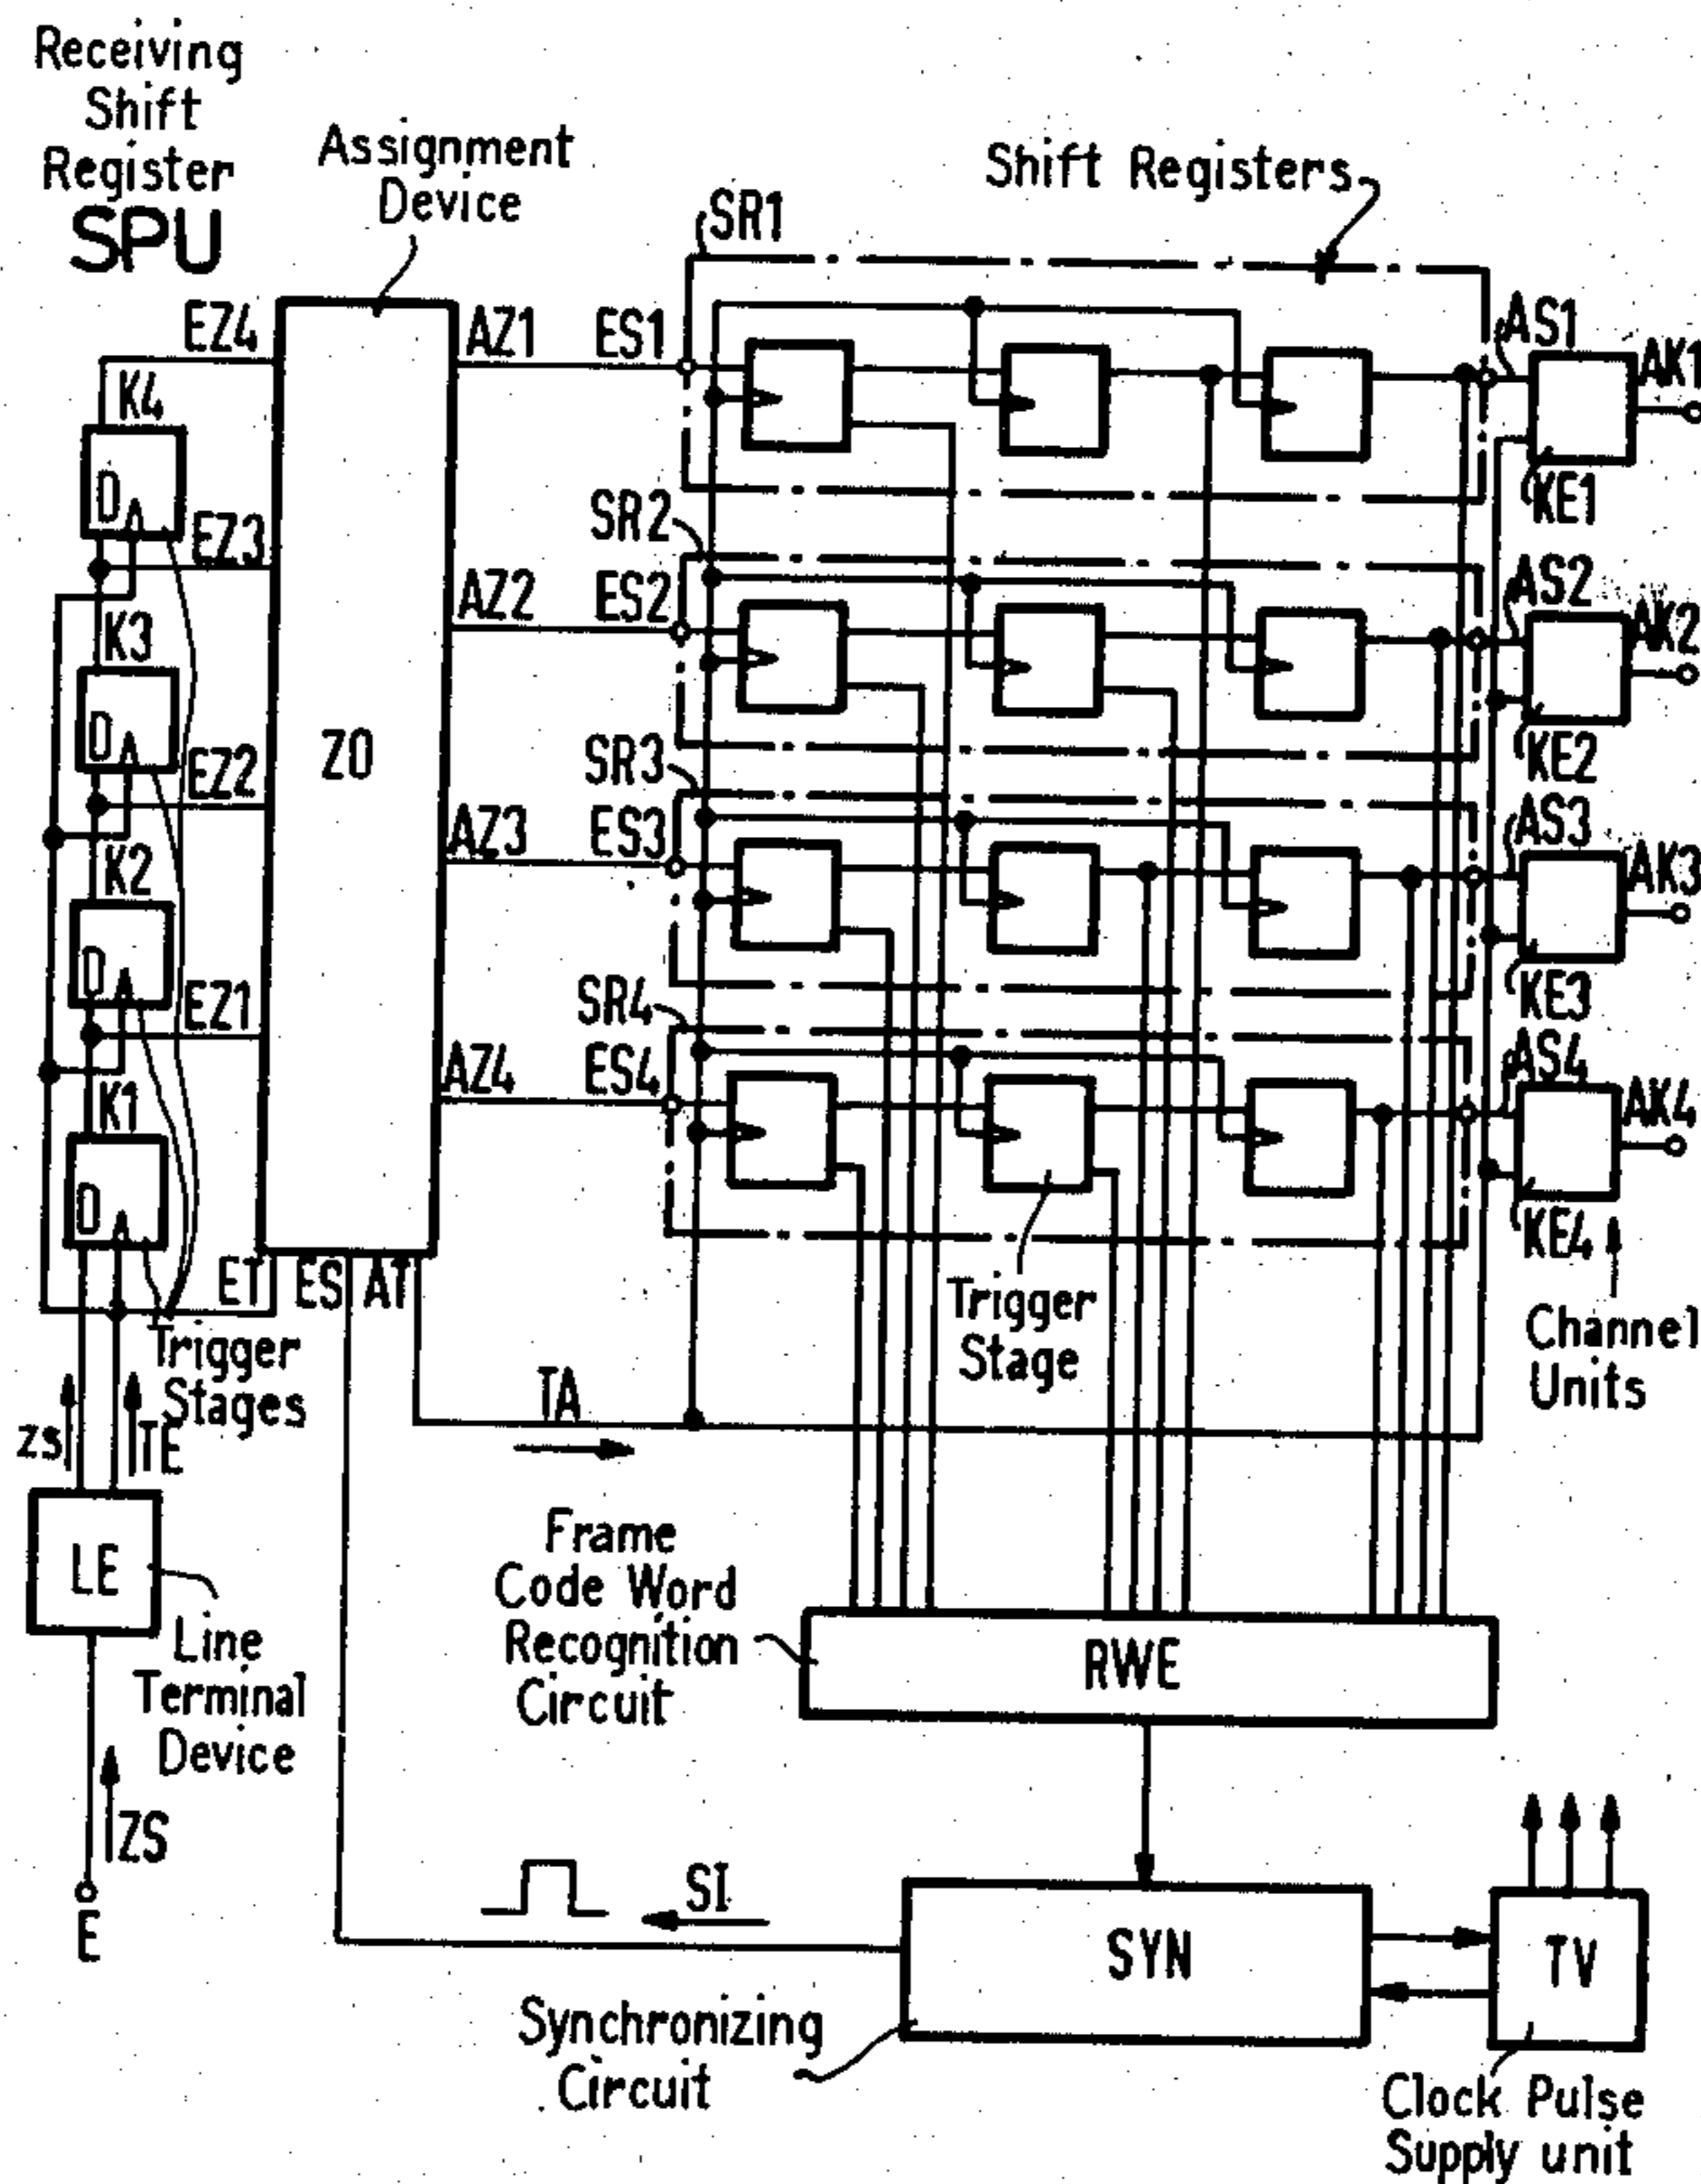 Receiving
Shift
Register
SPU
Assignment
Device
Shift Registers
SR1
EZ4
AZ1
ES1
AS1
AK1
K4
D
KE1
EZ3
SR2
AZ2
ES2
AS2
AK2
K3
D
EZ2
ZO
KE2
SR3
AZ3
ES3
AS3
AK3
K2
D
EZ1
KE3
SR4
AZ4
ES4
AS4
AK4
K1
D
KE4
ET
ES
AT
Trigger
Stages
Trigger
Stage
Channel
Units
TA
zs
TE
LE
Line
Terminal
Device
Frame
Code Word
Recognition
Circuit
RWE
ZS
E
SI
SYN
TV
Synchronizing
Circuit
Clock Pulse
Supply unit